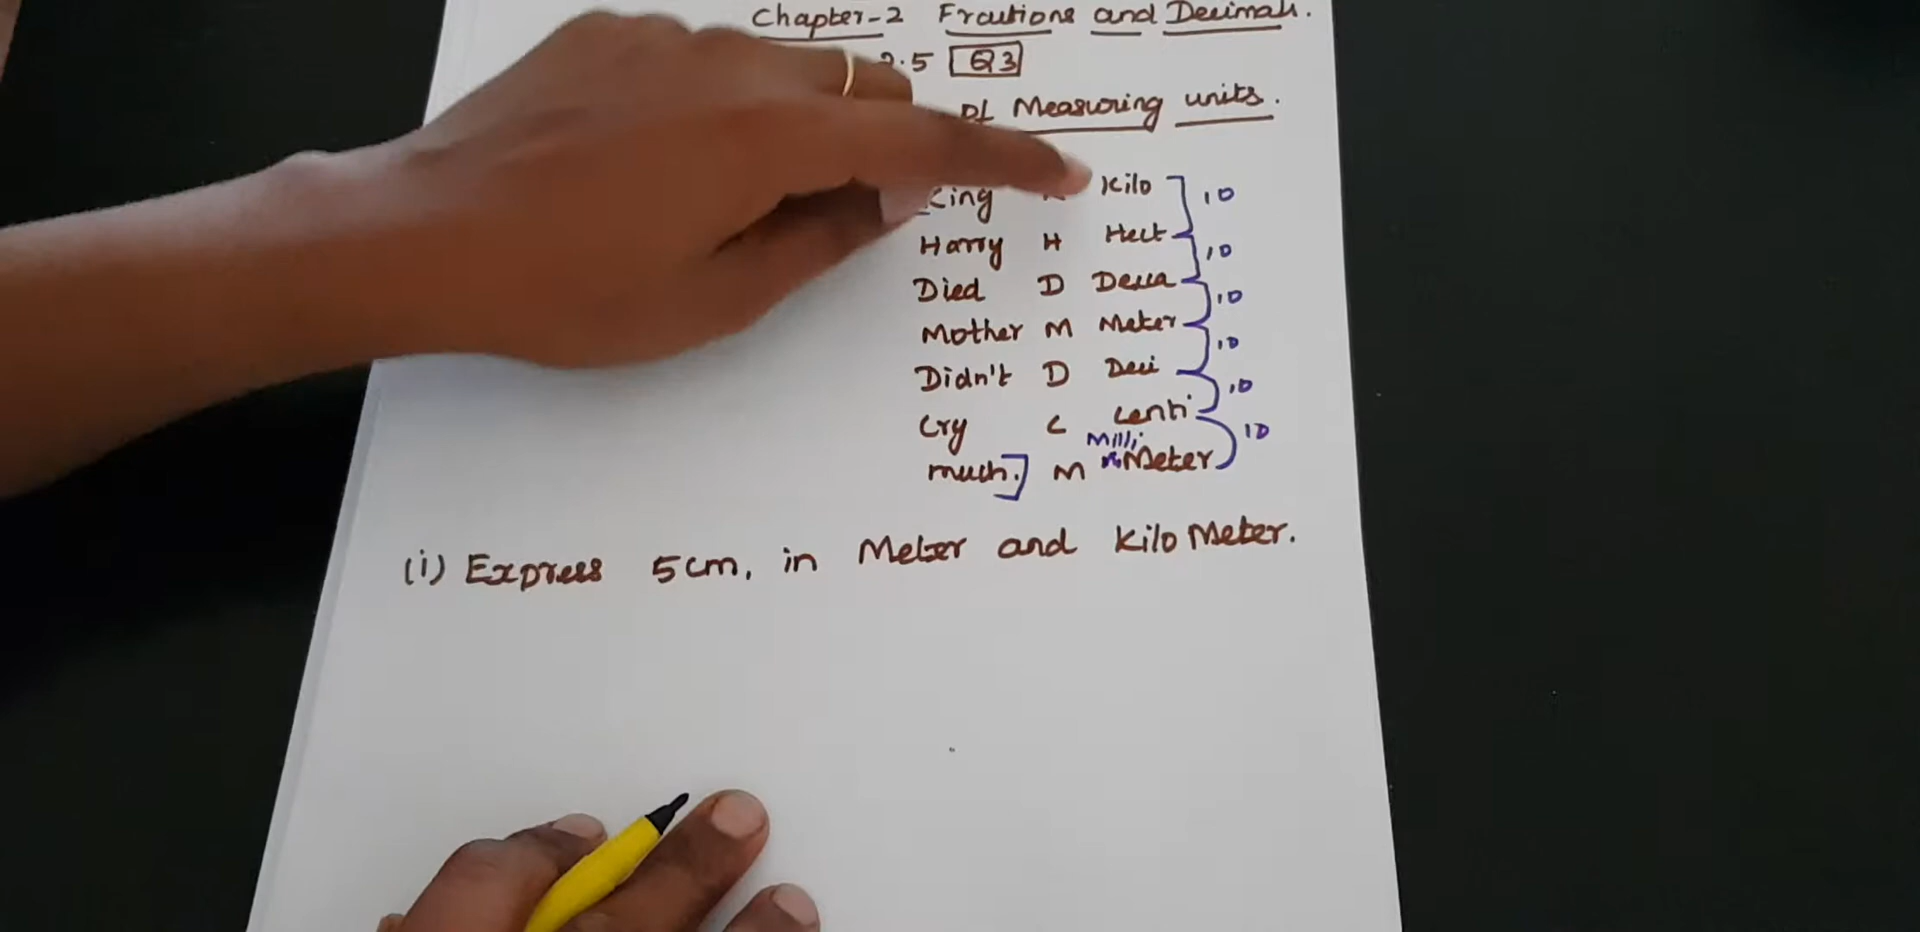 Chapter-2 Fractions and Decimals.
2.5 Q3
of Measuring units.
King Kilo ] 10
Harry H Hect 10
Died D Decca 10
Mother M Meter 10
Didn't D Deci 10
Cry C Centi 10
Milli
much.] M Meter
(i) Express 5cm, in Meter and Kilo Meter.